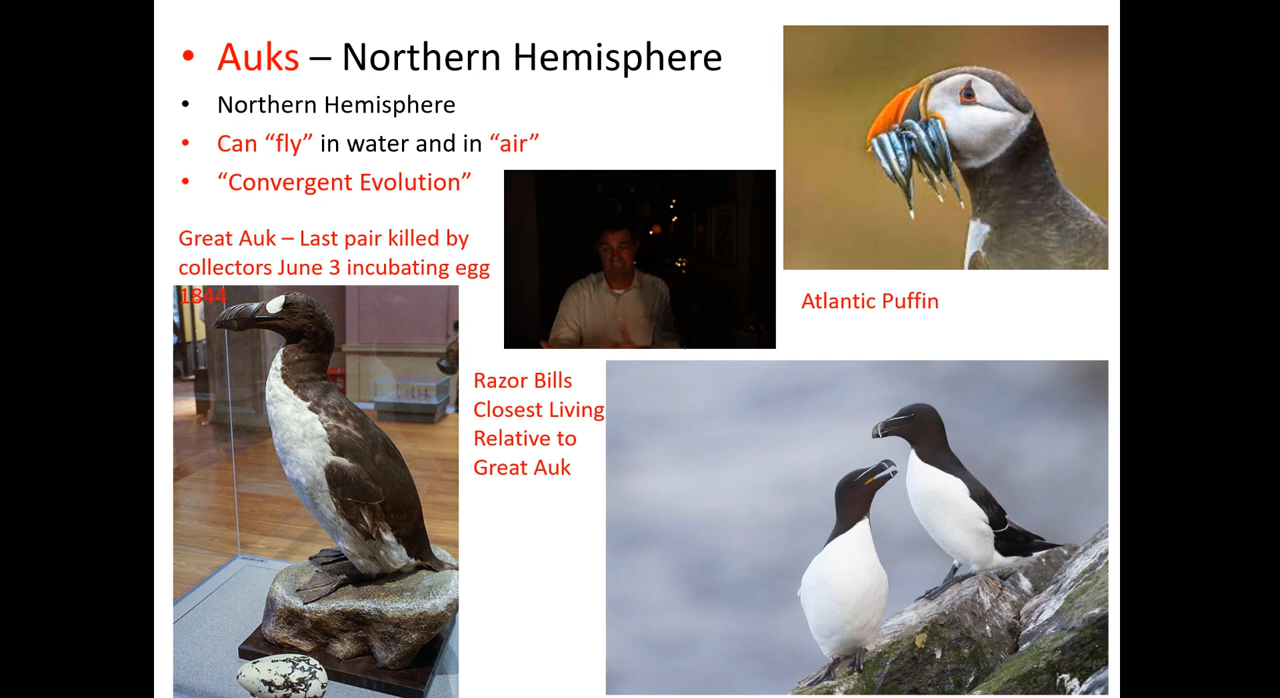 Auks – Northern Hemisphere
Northern Hemisphere
Can “fly” in water and in “air”
“Convergent Evolution”
Great Auk – Last pair killed by
collectors June 3 incubating egg
1844
Atlantic Puffin
Razor Bills
Closest Living
Relative to
Great Auk